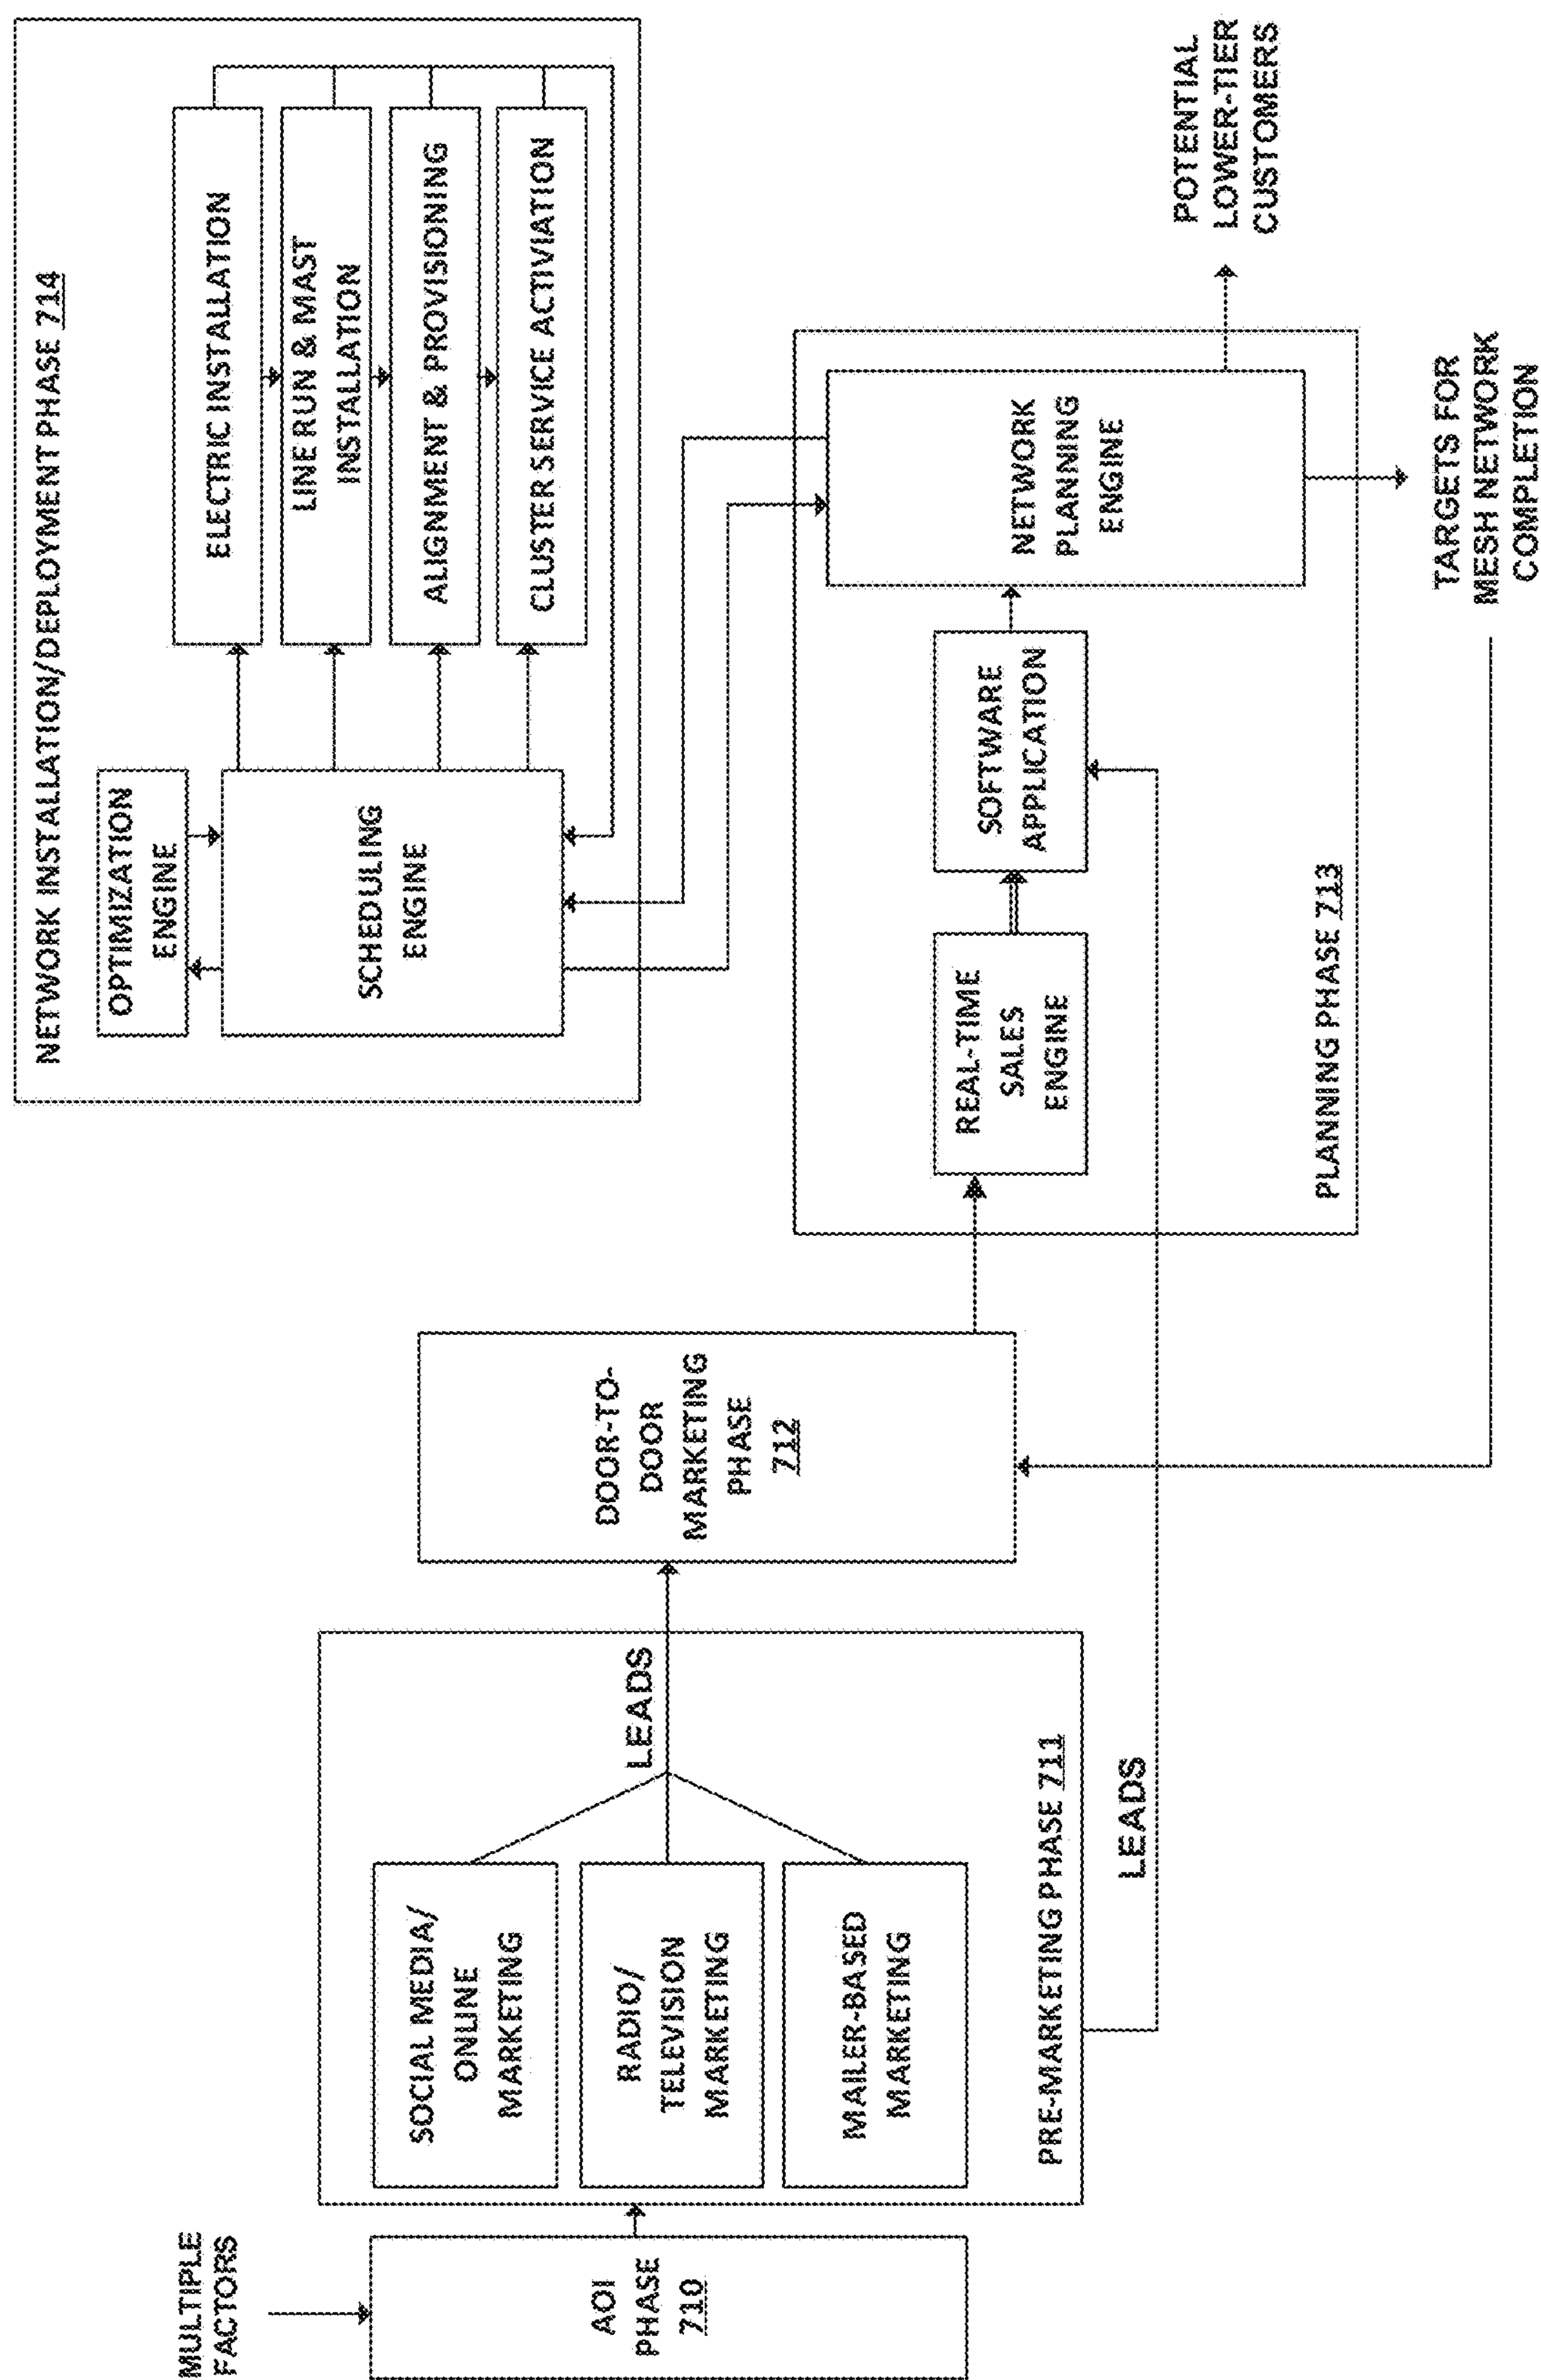 MULTIPLE
FACTORS
AOI
PHASE
710
SOCIAL MEDIA/
ONLINE
MARKETING
RADIO/
TELEVISION
MARKETING
MAILER-BASED
MARKETING
PRE-MARKETING PHASE 711
LEADS
LEADS
DOOR-TO-
DOOR
MARKETING
PHASE
712
REAL-TIME
SALES
ENGINE
SOFTWARE
APPLICATION
NETWORK
PLANNING
ENGINE
PLANNING PHASE 713
POTENTIAL
LOWER-TIER
CUSTOMERS
TARGETS FOR
MESH NETWORK
COMPLETION
NETWORK INSTALLATION/DEPLOYMENT PHASE 714
OPTIMIZATION
ENGINE
SCHEDULING
ENGINE
ELECTRIC INSTALLATION
LINE RUN & MAST
INSTALLATION
ALIGNMENT & PROVISIONING
CLUSTER SERVICE ACTIVIATION